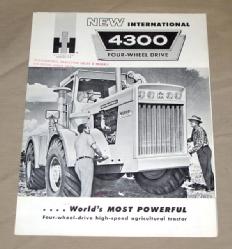 NEW INTERNATIONAL
4300
FOUR-WHEEL DRIVE
. . . . World's MOST POWERFUL
Four-wheel-drive high-speed agricultural tractor